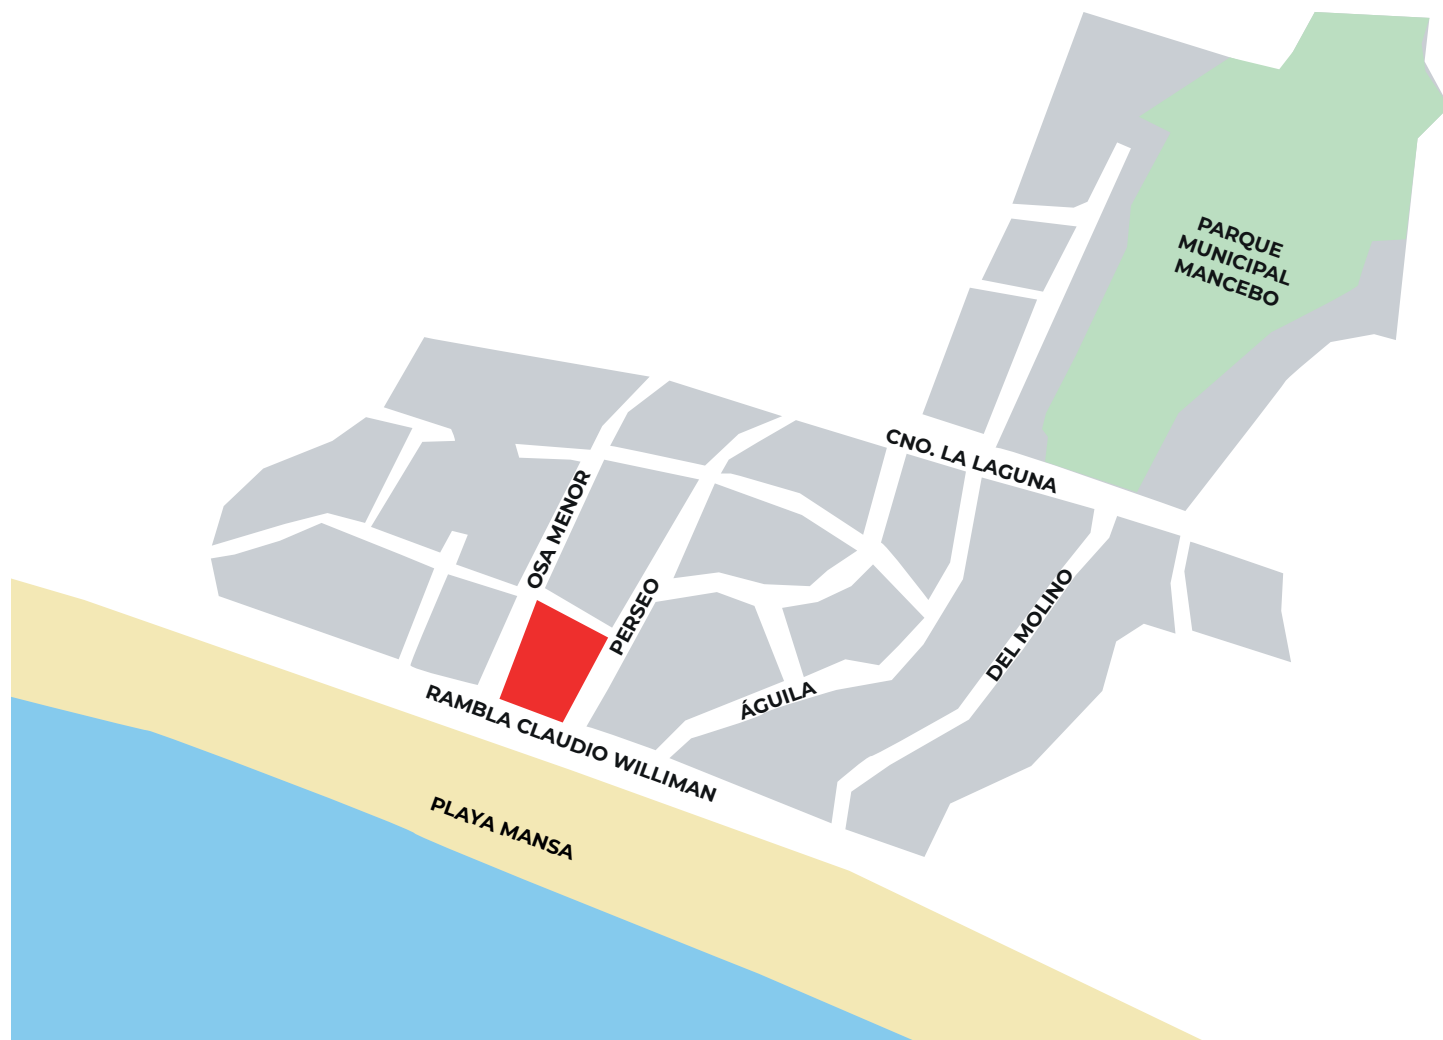 PARQUE
MUNICIPAL
MANCEBO
CNO. LA LAGUNA
OSA MENOR
PERSEO
DEL MOLINO
ÁGUILA
RAMBLA CLAUDIO WILLIMAN
PLAYA MANSA